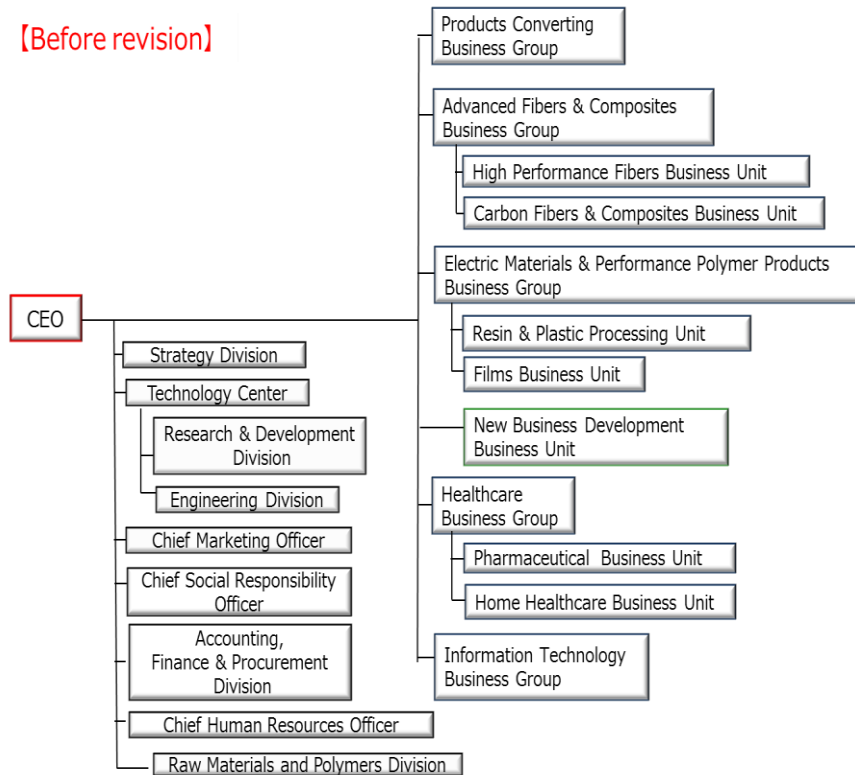 【Before revision】
Products Converting
Business Group
Advanced Fibers & Composites
Business Group
High Performance Fibers Business Unit
Carbon Fibers & Composites Business Unit
Electric Materials & Performance Polymer Products
Business Group
Resin & Plastic Processing Unit
Films Business Unit
New Business Development
Business Unit
Healthcare
Business Group
Pharmaceutical Business Unit
Home Healthcare Business Unit
Information Technology
Business Group
CEO
Strategy Division
Technology Center
Research & Development
Division
Engineering Division
Chief Marketing Officer
Chief Social Responsibility
Officer
Accounting,
Finance & Procurement
Division
Chief Human Resources Officer
Raw Materials and Polymers Division